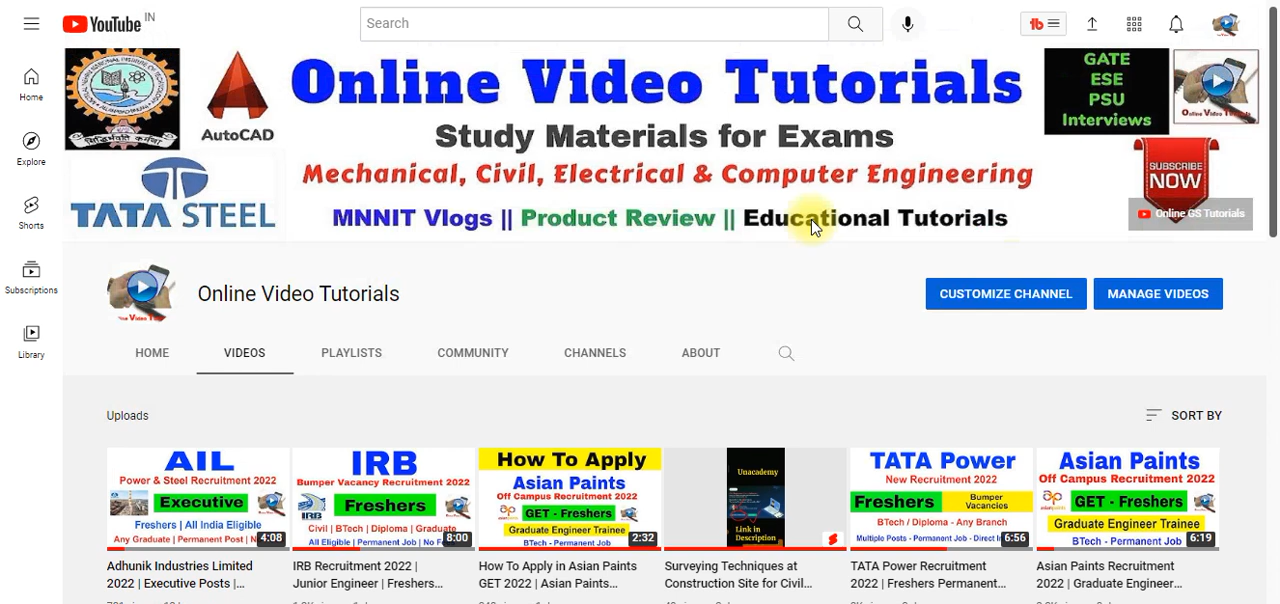 YouTube IN
Search
Home
Explore
Shorts
Subscriptions
Library
AutoCAD
TATA STEEL
Online Video Tutorials
Study Materials for Exams
Mechanical, Civil, Electrical & Computer Engineering
MNNIT Vlogs || Product Review || Educational Tutorials
GATE
ESE
PSU
Interviews
SUBSCRIBE
NOW
Online GS Tutorials
Online Video Tutorials
CUSTOMIZE CHANNEL
MANAGE VIDEOS
HOME VIDEOS PLAYLISTS COMMUNITY CHANNELS ABOUT
Uploads
SORT BY
AIL
Power & Steel Recruitment 2022
Executive
Freshers | All India Eligible
Any Graduate | Permanent Post |
4:08
Adhunik Industries Limited
2022 | Executive Posts |
IRB
Bumper Vacancy Recruitment 2022
IRB
Freshers
Civil | BTech | Diploma | Graduate
All Eligible | Permanent Job | No
8:00
IRB Recruitment 2022 |
Junior Engineer | Freshers...
How To Apply
Asian Paints
Off Campus Recruitment 2022
GET - Freshers
Graduate Engineer Trainee
BTech - Permanent Job
2:32
How To Apply in Asian Paints
GET 2022 | Asian Paints...
Unacademy
Link in
Description
Surveying Techniques at
Construction Site for Civil...
TATA Power
New Recruitment 2022
Freshers
Bumper
Vacancies
BTech / Diploma - Any Branch
Multiple Posts - Permanent Job - Direct
6:56
TATA Power Recruitment
2022 | Freshers Permanent...
Asian Paints
Off Campus Recruitment 2022
GET - Freshers
Graduate Engineer Trainee
BTech - Permanent Job
6:19
Asian Paints Recruitment
2022 | Graduate Engineer...